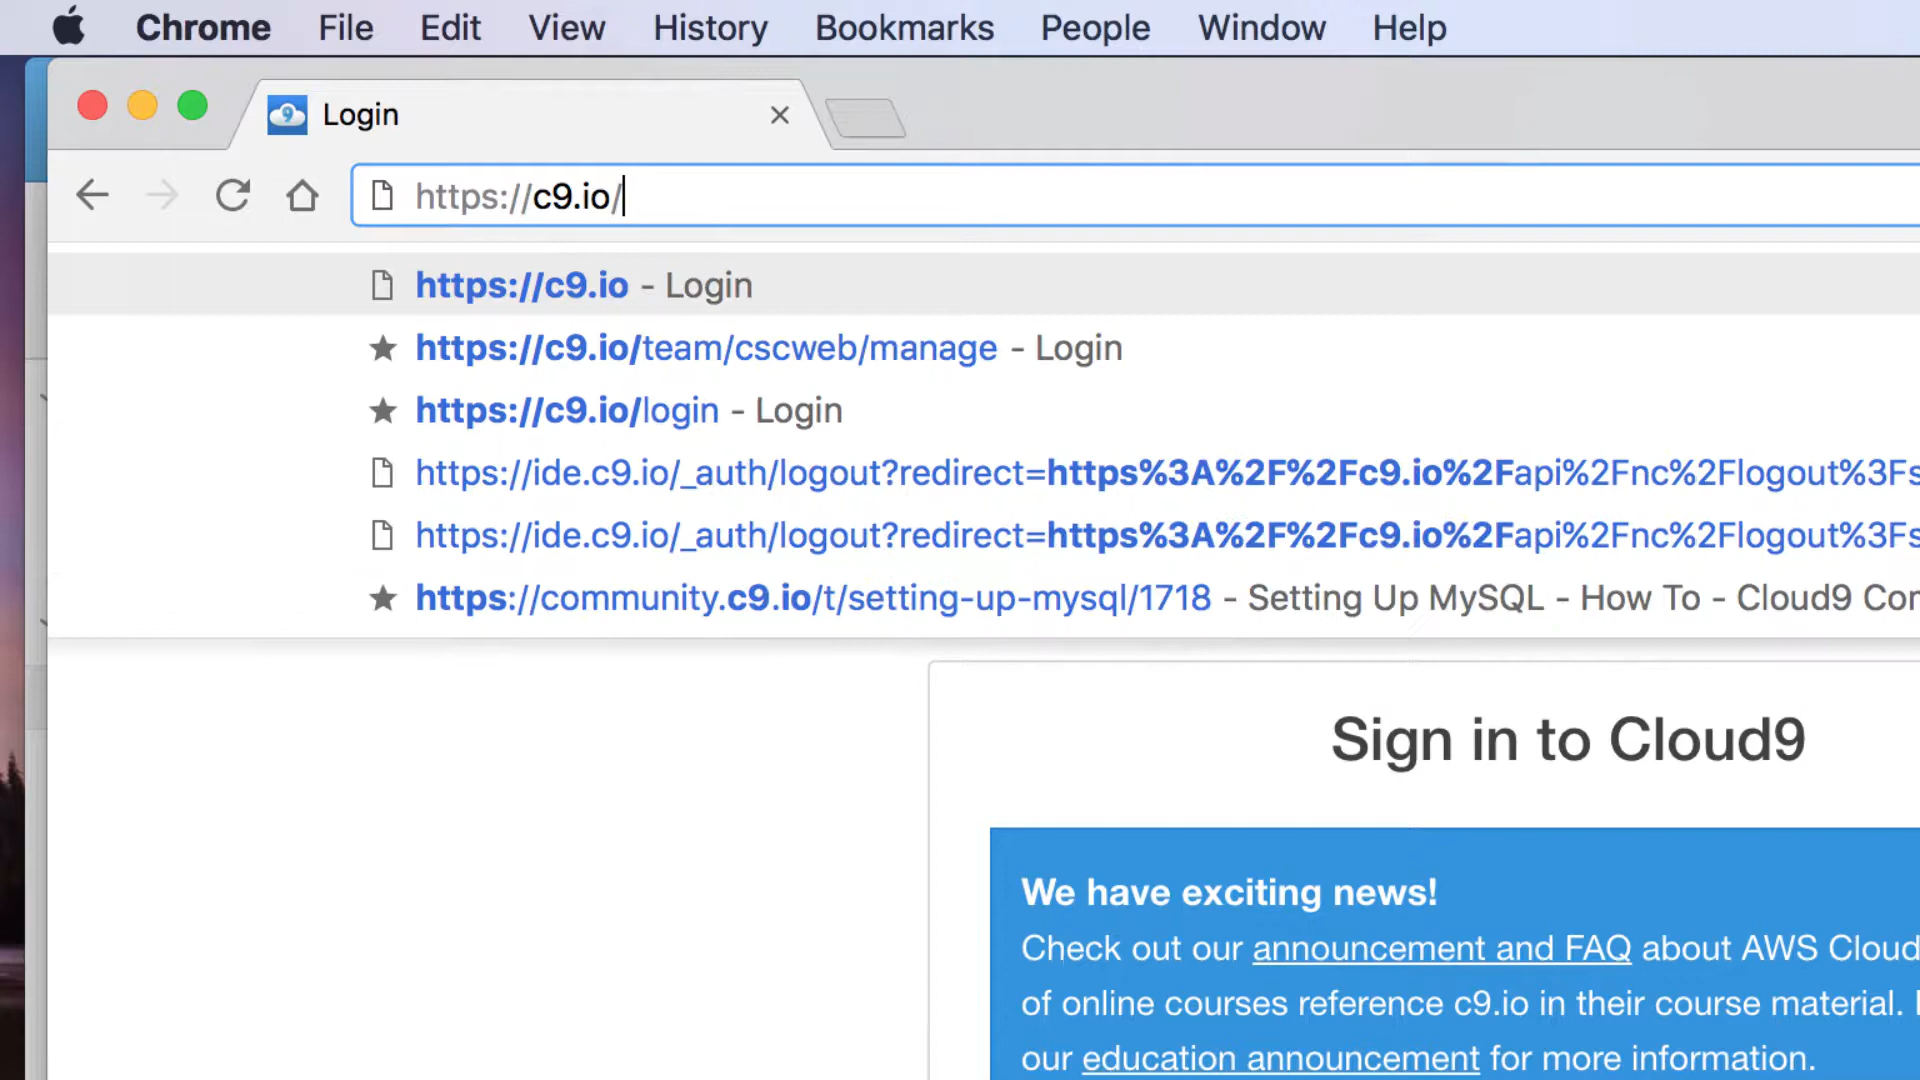 Chrome File Edit View History Bookmarks People Window Help
Login
https://c9.io/
https://c9.io - Login
https://c9.io/team/cscweb/manage - Login
https://c9.io/login - Login
https://ide.c9.io/_auth/logout?redirect=https%3A%2F%2Fc9.io%2Fapi%2Fnc%2Flogout%3Fs
https://ide.c9.io/_auth/logout?redirect=https%3A%2F%2Fc9.io%2Fapi%2Fnc%2Flogout%3Fs
https://community.c9.io/t/setting-up-mysql/1718 - Setting Up MySQL - How To - Cloud9 Com
Sign in to Cloud9
We have exciting news!
Check out our announcement and FAQ about AWS Cloud
of online courses reference c9.io in their course material.
our education announcement for more information.